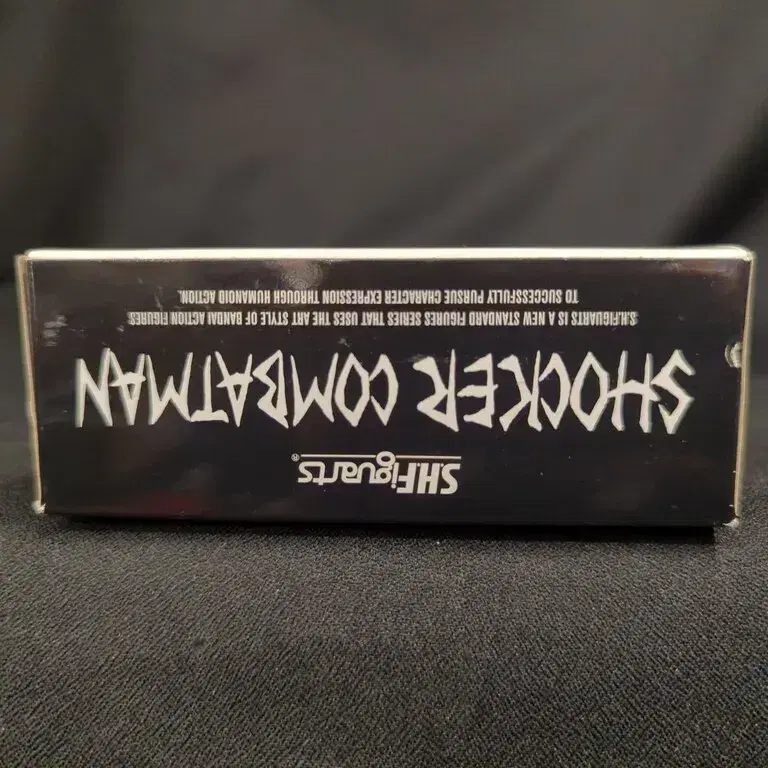 S.H.Figuarts®
SHOCKER COMBATMAN
S.H.FIGUARTS IS A NEW STANDARD FIGURES SERIES THAT USES THE ART STYLE OF BANDAI ACTION FIGURES
TO SUCCESSFULLY PURSUE CHARACTER EXPRESSION THROUGH HUMANOID ACTION.